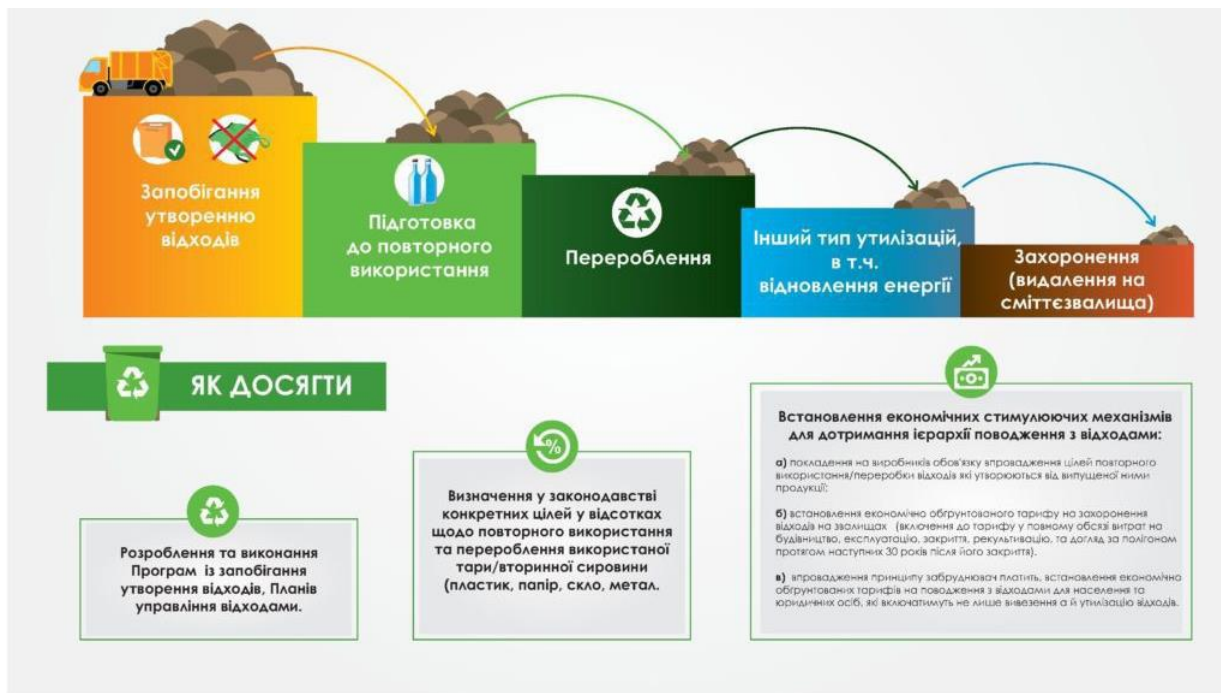 Запобігання
утворенню
відходів
Підготовка
до повторного
використання
Перероблення
Інший тип утилізацій,
в т.ч.
відновлення енергії
Захоронення
(видалення на
сміттєзвалища)
ЯК ДОСЯГТИ
Розроблення та виконання
Програм із запобігання
утворення відходів, Планів
управління відходами.
%
Визначення у законодавстві
конкретних цілей у відсотках
щодо повторного використання
та перероблення використаної
тари/вторинної сировини
(пластик, папір, скло, метал.
Встановлення економічних стимулюючих механізмів
для дотримання ієрархії поводження з відходами:
а) покладення на виробників обов'язку впровадження цілей повторного
використання/переробки відходів які утворюються від випущеної ними
продукції;
б) встановлення економічно обгрунтованого тарифу на захоронення
відходів на звалищах (включення до тарифу у повному обсязі витрат на
будівництво, експлуатацію, закриття, рекультивацію, та догляд за полігоном
протягом наступних 30 років після його закриття).
в) впровадження принципу забруднювач платить, встановлення економічно
обґрунтованих тарифів на поводження з відходами для населення та
юридичних осіб, які включатимуть не лише вивезення а й утилізацію відходів.